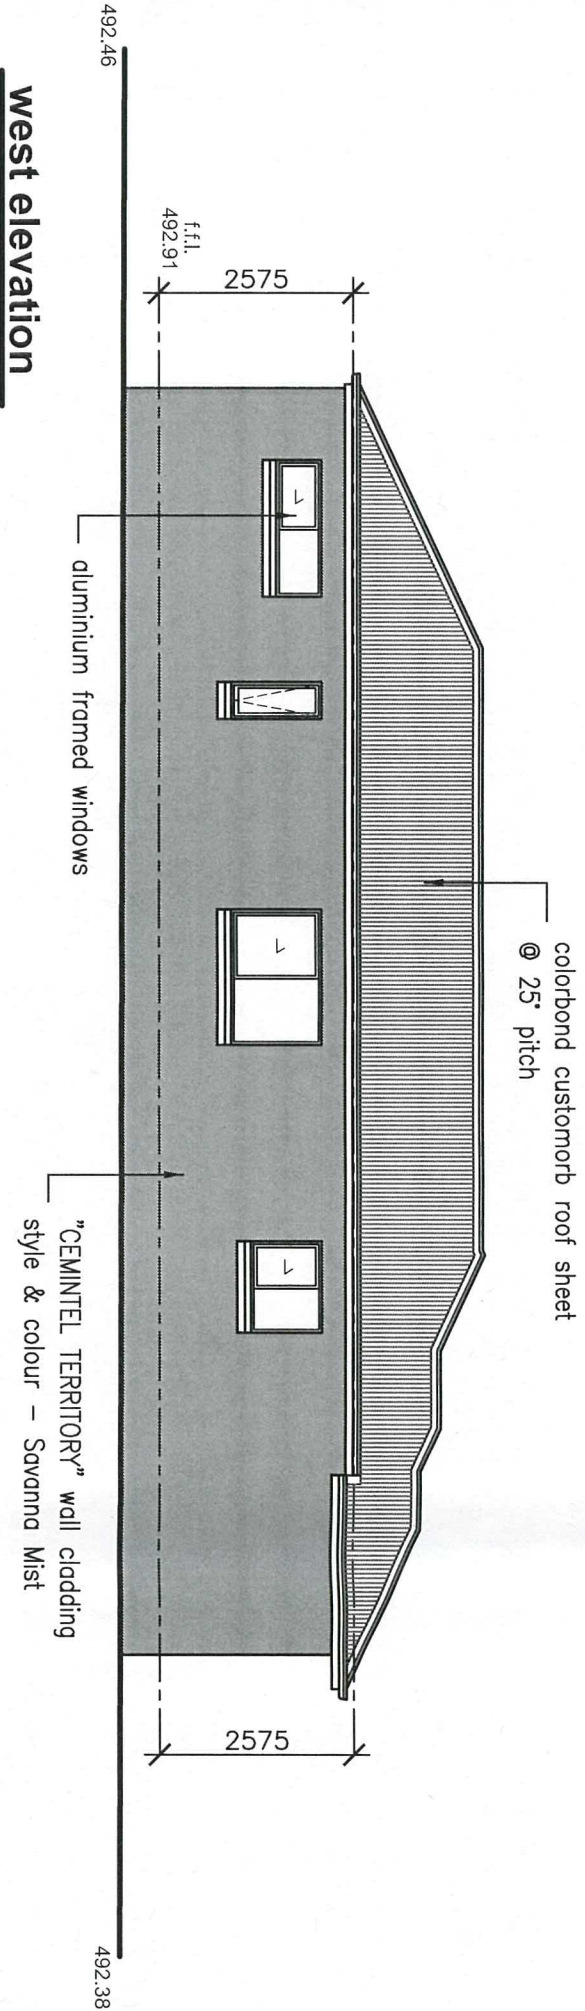 colorbond customorb roof sheet
@ 25° pitch
2575
f.f.l.
492.91
2575
492.46
492.38
aluminium framed windows
"CEMINTEL TERRITORY" wall cladding
style & colour - Savanna Mist
west elevation